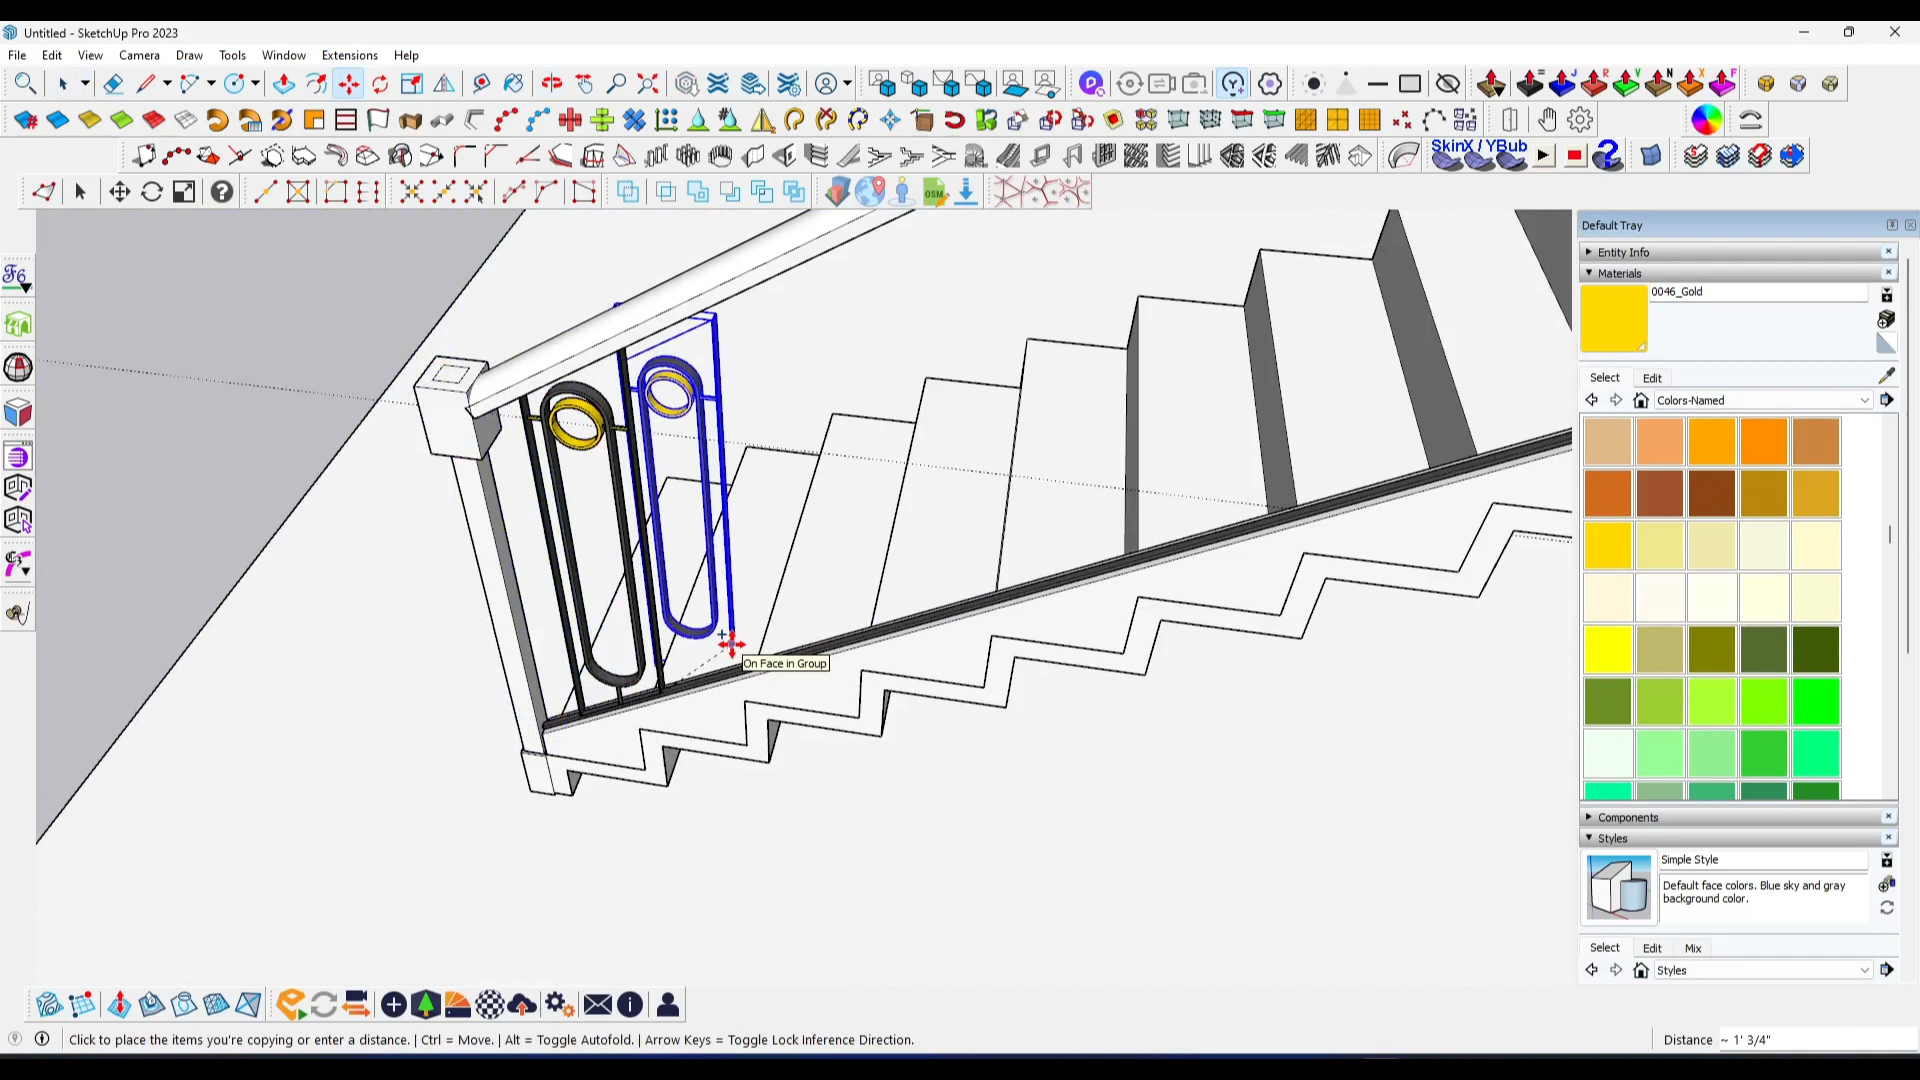 Untitled - SketchUp Pro 2023
File Edit View Camera Draw Tools Window Extensions Help
SkinX / YBub
OSM
Default Tray
Entity Info
Materials
0046_Gold
Select Edit
Colors-Named
On Face in Group
Components
Styles
Simple Style
Default face colors. Blue sky and gray
background color.
Select Edit Mix
Styles
Click to place the items you're copying or enter a distance. | Ctrl = Move. | Alt = Toggle Autofold. | Arrow Keys = Toggle Lock Inference Direction.
Distance ~ 1' 3/4"